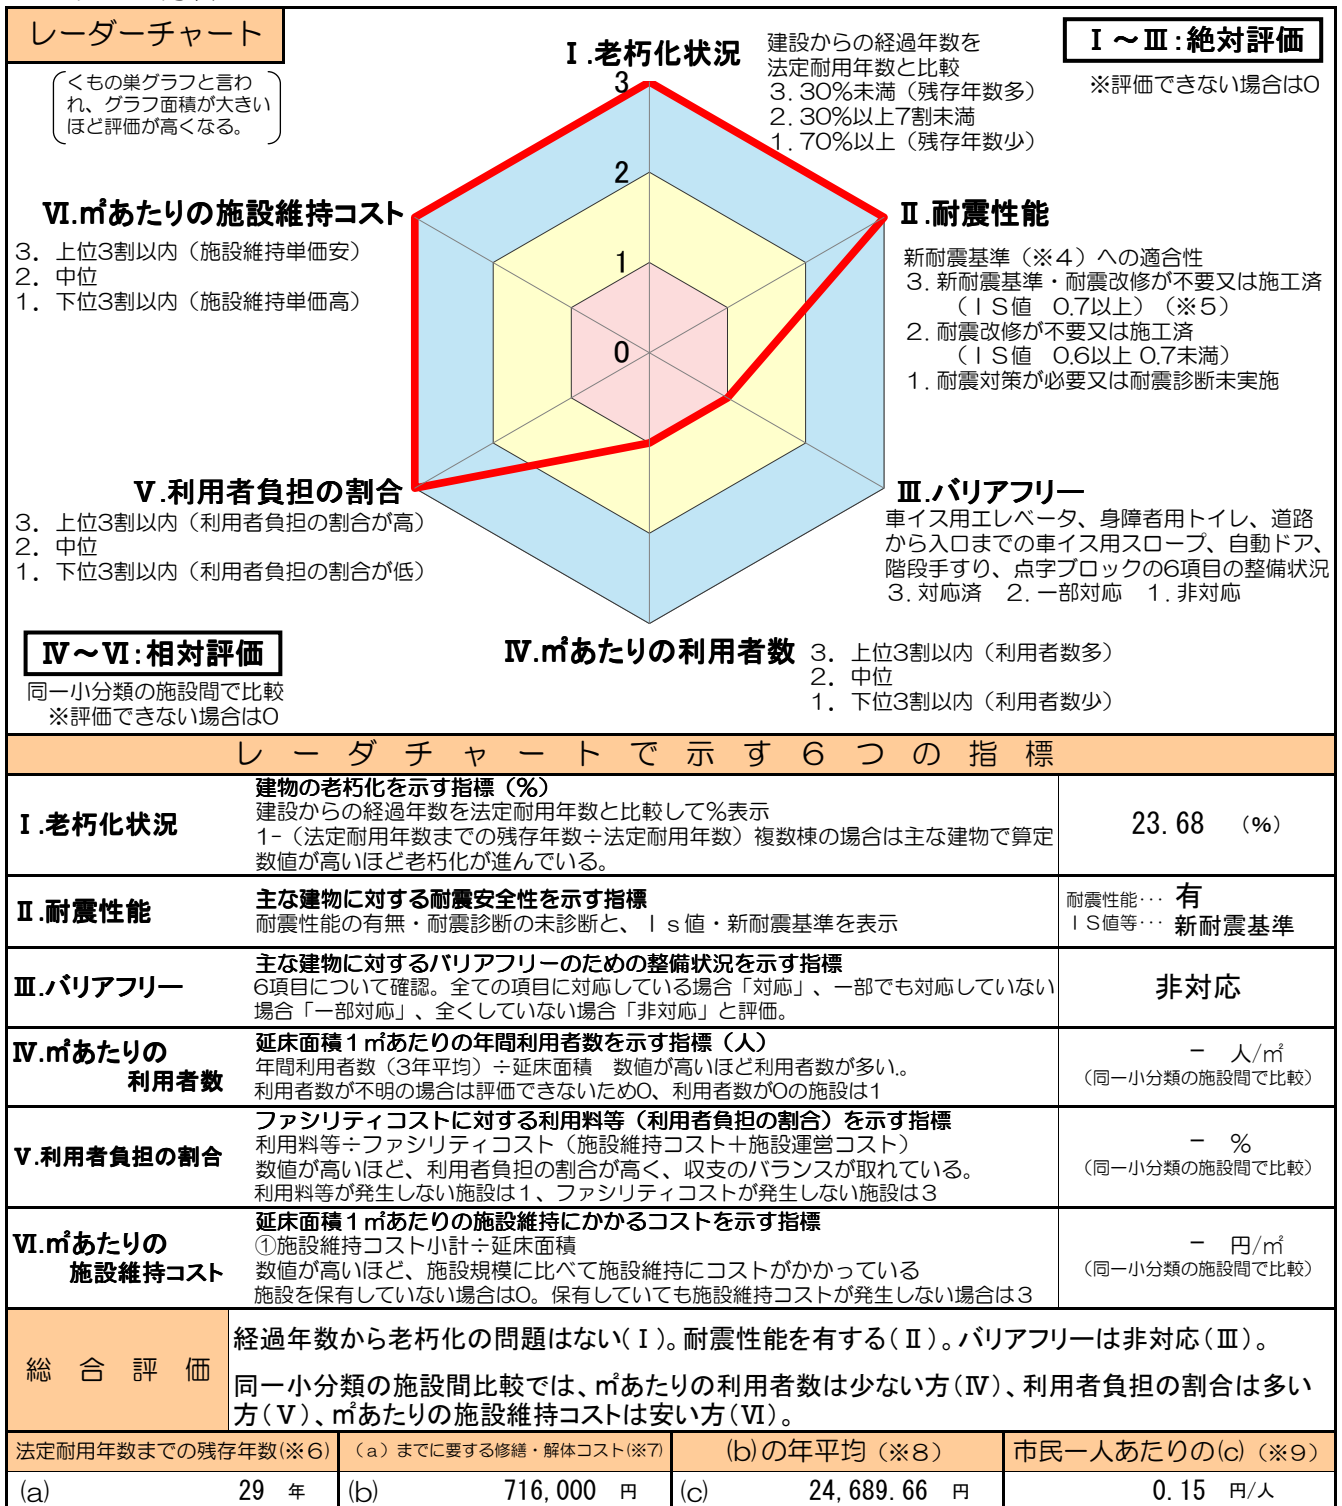 レーダーチャート
くもの巣グラフと言わ
れ、グラフ面積が大きい
ほど評価が高くなる。
Ⅰ.老朽化状況
建設からの経過年数を
法定耐用年数と比較
3. 30%未満（残存年数多）
2. 30%以上7割未満
1. 70%以上（残存年数少）
Ⅰ～Ⅲ:絶対評価
※評価できない場合は0
3
2
1
0
Ⅵ.㎡あたりの施設維持コスト
3. 上位3割以内（施設維持単価安）
2. 中位
1. 下位3割以内（施設維持単価高）
Ⅱ.耐震性能
新耐震基準（※４）への適合性
3. 新耐震基準・耐震改修が不要又は施工済
（ＩＳ値　0.7以上）（※５）
2. 耐震改修が不要又は施工済
（ＩＳ値　0.6以上 0.7未満）
1. 耐震対策が必要又は耐震診断未実施
Ⅴ.利用者負担の割合
3. 上位3割以内（利用者負担の割合が高）
2. 中位
1. 下位3割以内（利用者負担の割合が低）
Ⅲ.バリアフリー
車イス用エレベータ、身障者用トイレ、道路
から入口までの車イス用スロープ、自動ドア、
階段手すり、点字ブロックの6項目の整備状況
3. 対応済　2. 一部対応　1. 非対応
Ⅳ～Ⅵ:相対評価
同一小分類の施設間で比較
※評価できない場合は0
Ⅳ.㎡あたりの利用者数
3. 上位3割以内（利用者数多）
2. 中位
1. 下位3割以内（利用者数少）
レーダチャートで示す６つの指標
Ⅰ.老朽化状況
建物の老朽化を示す指標（%）
建設からの経過年数を法定耐用年数と比較して%表示
1-（法定耐用年数までの残存年数÷法定耐用年数）複数棟の場合は主な建物で算定
数値が高いほど老朽化が進んでいる。
23.68　（%）
Ⅱ.耐震性能
主な建物に対する耐震安全性を示す指標
耐震性能の有無・耐震診断の未診断と、Ｉｓ値・新耐震基準を表示
耐震性能… 有
ＩＳ値等… 新耐震基準
Ⅲ.バリアフリー
主な建物に対するバリアフリーのための整備状況を示す指標
6項目について確認。全ての項目に対応している場合「対応」、一部でも対応していない
場合「一部対応」、全くしていない場合「非対応」と評価。
非対応
Ⅳ.㎡あたりの
利用者数
延床面積１㎡あたりの年間利用者数を示す指標（人）
年間利用者数（3年平均）÷延床面積　数値が高いほど利用者数が多い。
利用者数が不明の場合は評価できないため0、利用者数が0の施設は1
－　人/㎡
（同一小分類の施設間で比較）
Ⅴ.利用者負担の割合
ファシリティコストに対する利用料等（利用者負担の割合）を示す指標
利用料等÷ファシリティコスト（施設維持コスト＋施設運営コスト）
数値が高いほど、利用者負担の割合が高く、収支のバランスが取れている。
利用料等が発生しない施設は１、ファシリティコストが発生しない施設は３
－　%
（同一小分類の施設間で比較）
Ⅵ.㎡あたりの
施設維持コスト
延床面積１㎡あたりの施設維持にかかるコストを示す指標
①施設維持コスト小計÷延床面積
数値が高いほど、施設規模に比べて施設維持にコストがかかっている
施設を保有していない場合は0。保有していても施設維持コストが発生しない場合は３
－　円/㎡
（同一小分類の施設間で比較）
総合評価
経過年数から老朽化の問題はない(Ⅰ)。耐震性能を有する(Ⅱ)。バリアフリーは非対応(Ⅲ)。
同一小分類の施設間比較では、㎡あたりの利用者数は少ない方(Ⅳ)、利用者負担の割合は多い
方(Ⅴ)、㎡あたりの施設維持コストは安い方(Ⅵ)。
法定耐用年数までの残存年数(※6)
（a）までに要する修繕・解体コスト(※7)
(b)の年平均（※8）
市民一人あたりの(c)（※9）
(a)　29　年
(b)　716,000　円
(c)　24,689.66　円
0.15　円/人